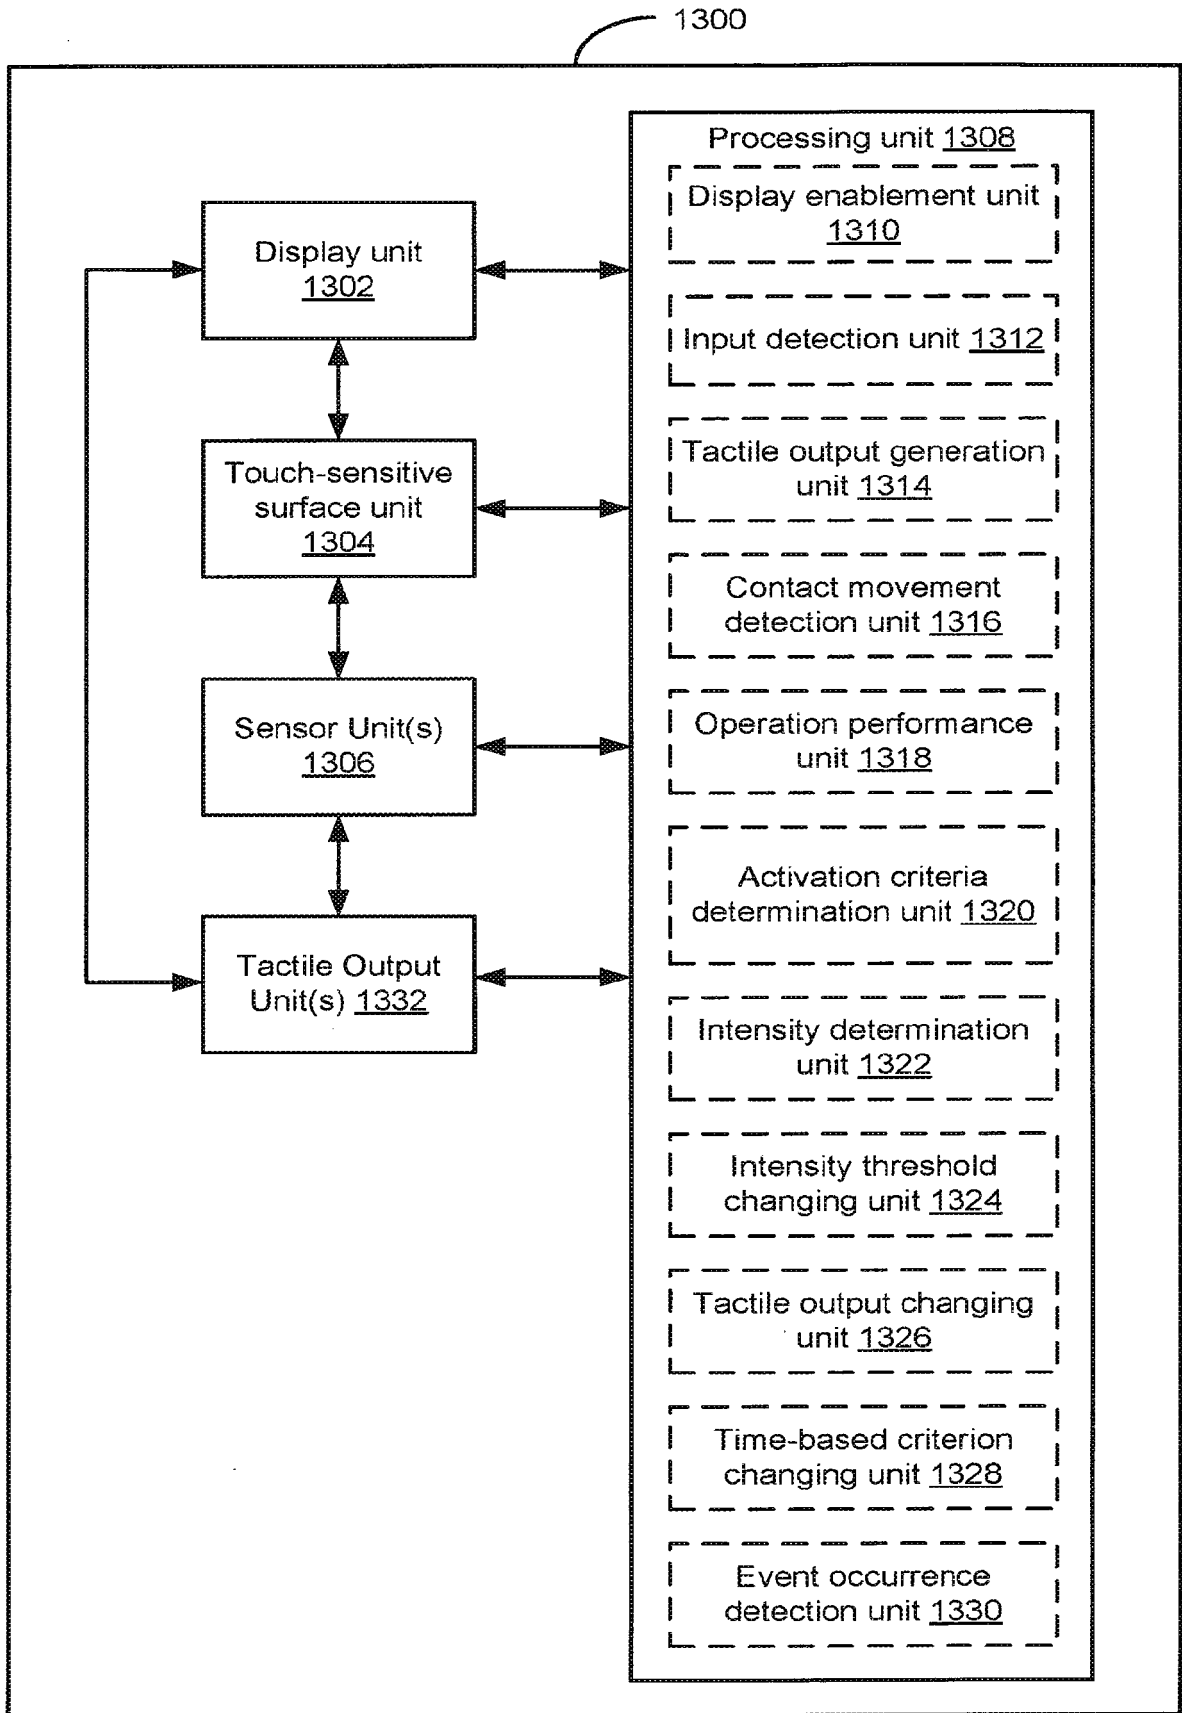 1300
Processing unit 1308
Display enablement unit
1310
Input detection unit 1312
Tactile output generation
unit 1314
Contact movement
detection unit 1316
Operation performance
unit 1318
Activation criteria
determination unit 1320
Intensity determination
unit 1322
Intensity threshold
changing unit 1324
Tactile output changing
unit 1326
Time-based criterion
changing unit 1328
Event occurrence
detection unit 1330
Display unit
1302
Touch-sensitive
surface unit
1304
Sensor Unit(s)
1306
Tactile Output
Unit(s) 1332